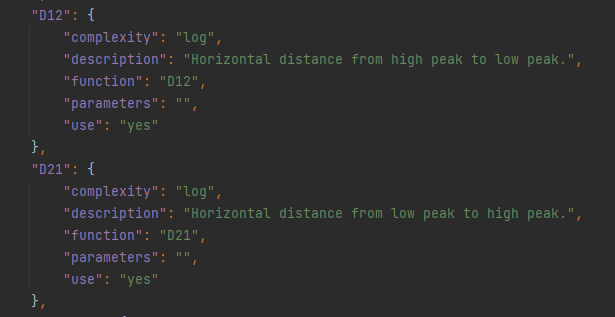 "D12": {
"complexity": "log",
"description": "Horizontal distance from high peak to low peak.",
"function": "D12",
"parameters": "",
"use": "yes"
},
"D21": {
"complexity": "log",
"description": "Horizontal distance from low peak to high peak.",
"function": "D21",
"parameters": "",
"use": "yes"
},